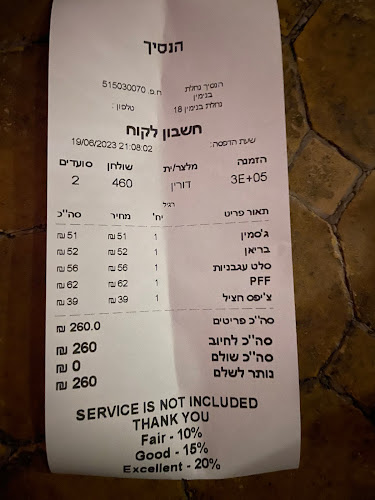 הנסיך
הנסיך נחלת ח.פ. 515030070
בנימין
נחלת בנימין 18 טלפון :
חשבון לקוח
שעת הדפסה: 19/06/2023 21:08:02
הזמנה מלצר/ית שולחן סועדים
3E+05 דורין 460 2
רגיל
תאור פריט יח' מחיר סה''כ
ג'סמין 1 51 ₪ 51 ₪
בריאן 1 52 ₪ 52 ₪
סלט עגבניות 1 56 ₪ 56 ₪
PFF 1 62 ₪ 62 ₪
צ'יפס חציל 1 39 ₪ 39 ₪
סה''כ פריטים 260.0 ₪
סה''כ לחיוב 260 ₪
סה''כ שולם 0 ₪
נותר לשלם 260 ₪
SERVICE IS NOT INCLUDED
THANK YOU
Fair - 10%
Good - 15%
Excellent - 20%